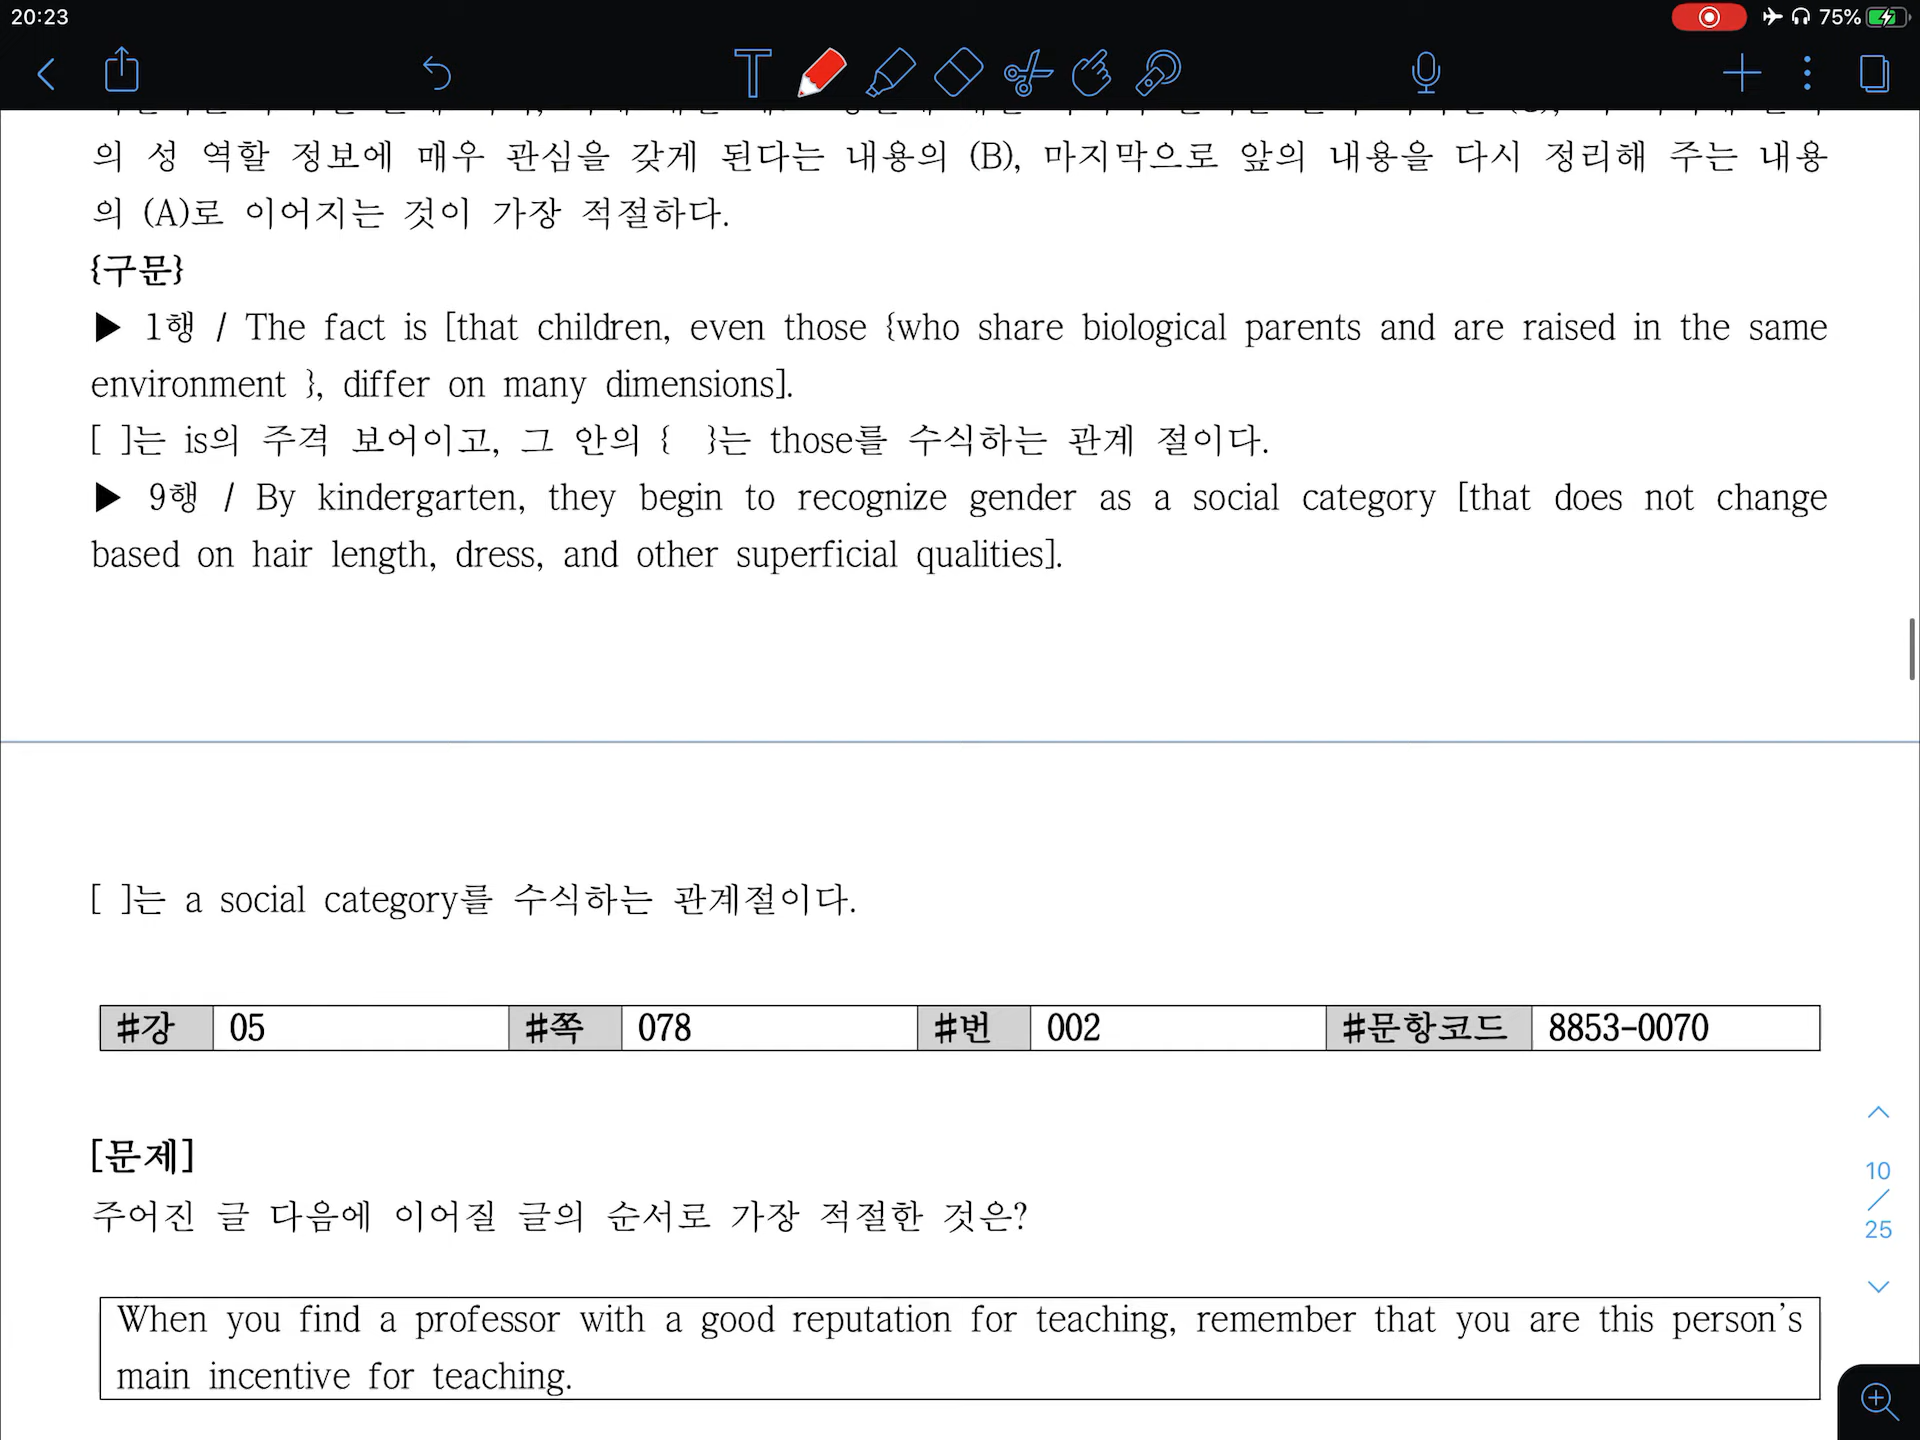 20:23
75%
의 성 역할 정보에 매우 관심을 갖게 된다는 내용의 (B), 마지막으로 앞의 내용을 다시 정리해 주는 내용
의 (A)로 이어지는 것이 가장 적절하다.
{구문}
▶ 1행 / The fact is [that children, even those {who share biological parents and are raised in the same
environment }, differ on many dimensions].
[ ]는 is의 주격 보어이고, 그 안의 { }는 those를 수식하는 관계 절이다.
▶ 9행 / By kindergarten, they begin to recognize gender as a social category [that does not change
based on hair length, dress, and other superficial qualities].
[ ]는 a social category를 수식하는 관계절이다.
#강 05 #쪽 078 #번 002 #문항코드 8853-0070
[문제]
주어진 글 다음에 이어질 글의 순서로 가장 적절한 것은?
When you find a professor with a good reputation for teaching, remember that you are this person's
main incentive for teaching.
10
/
25